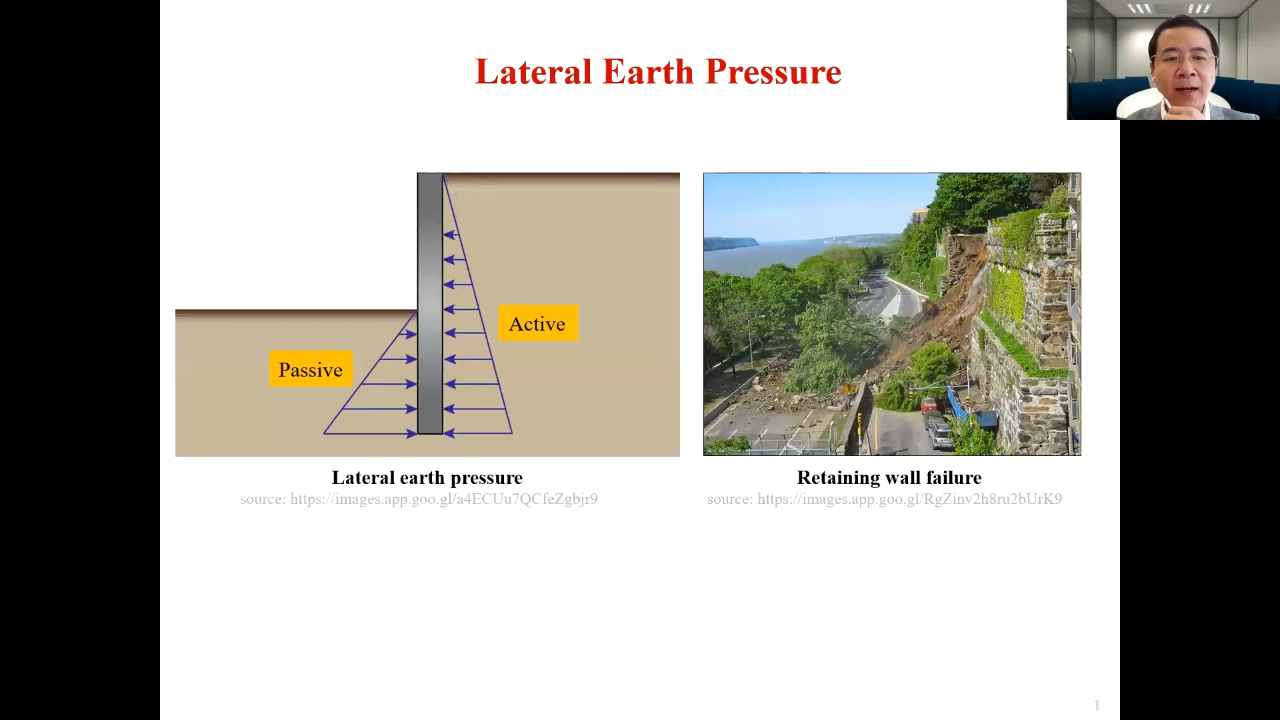 Lateral Earth Pressure
Active
Passive
Lateral earth pressure
source: https://images.app.goo.gl/a4ECUu7QCfeZgbjr9
Retaining wall failure
source: https://images.app.goo.gl/RgZinv2h8ru2bUrK9
1